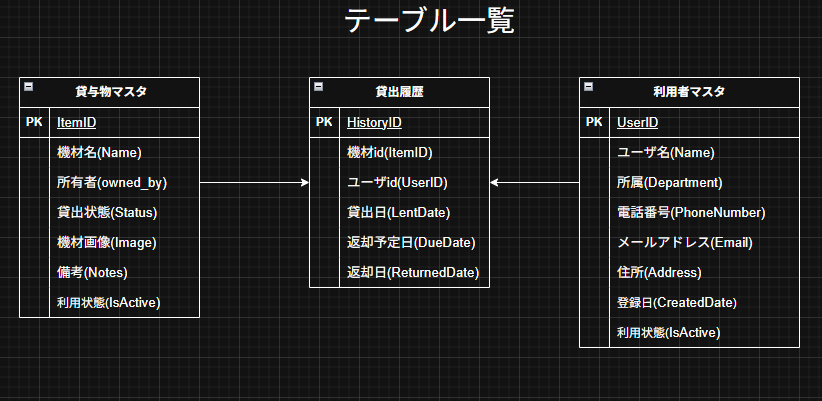 テーブル一覧
貸与物マスタ
PK ItemID
機材名(Name)
所有者(owned_by)
貸出状態(Status)
機材画像(Image)
備考(Notes)
利用状態(IsActive)
貸出履歴
PK HistoryID
機材id(ItemID)
ユーザid(UserID)
貸出日(LentDate)
返却予定日(DueDate)
返却日(ReturnedDate)
利用者マスタ
PK UserID
ユーザ名(Name)
所属(Department)
電話番号(PhoneNumber)
メールアドレス(Email)
住所(Address)
登録日(CreatedDate)
利用状態(IsActive)